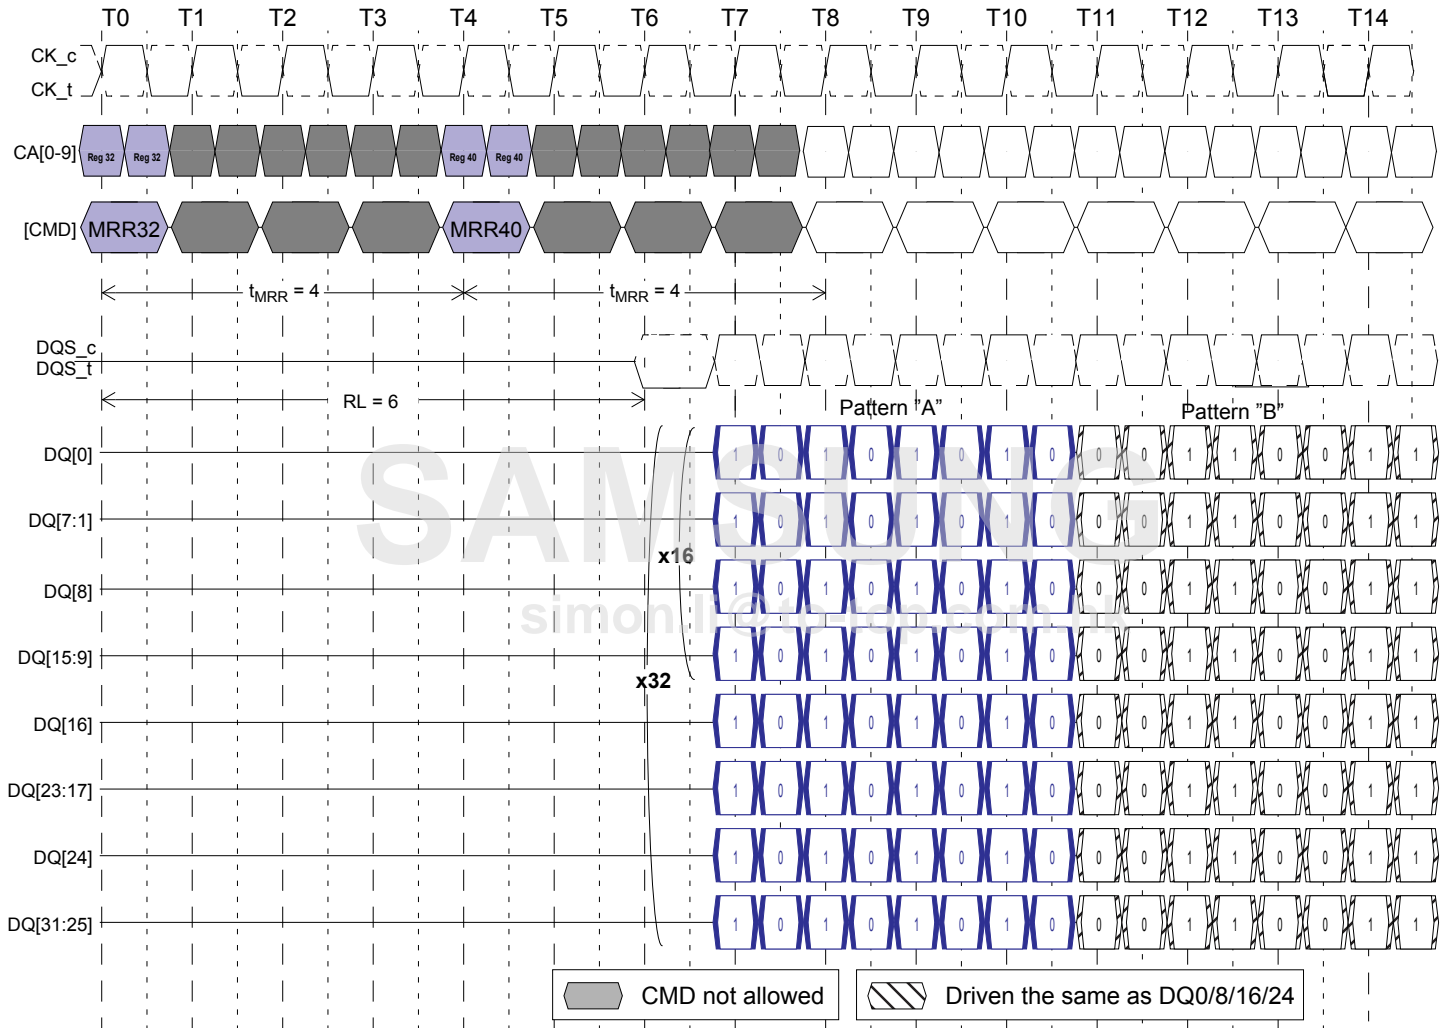 T0 T1 T2 T3 T4 T5 T6 T7 T8 T9 T10 T11 T12 T13 T14
CK_c
CK_t
CA[0-9] Reg 32 Reg 32 Reg 40 Reg 40
[CMD] MRR32 MRR40
tMRR = 4 tMRR = 4
DQS_c
DQS_t
RL = 6 Pattern ”A” Pattern ”B”
DQ[0] 1 0 1 0 1 0 1 0 0 0 1 1 0 0 1 1
SAMSUNG
DQ[7:1] 1 0 1 0 1 0 1 0 0 0 1 1 0 0 1 1
x16
DQ[8] 1 0 1 0 1 0 1 0 0 0 1 1 0 0 1 1
simon.li@to-top.com.hk
DQ[15:9] 1 0 1 0 1 0 1 0 0 0 1 1 0 0 1 1
x32
DQ[16] 1 0 1 0 1 0 1 0 0 0 1 1 0 0 1 1
DQ[23:17] 1 0 1 0 1 0 1 0 0 0 1 1 0 0 1 1
DQ[24] 1 0 1 0 1 0 1 0 0 0 1 1 0 0 1 1
DQ[31:25] 1 0 1 0 1 0 1 0 0 0 1 1 0 0 1 1
CMD not allowed Driven the same as DQ0/8/16/24